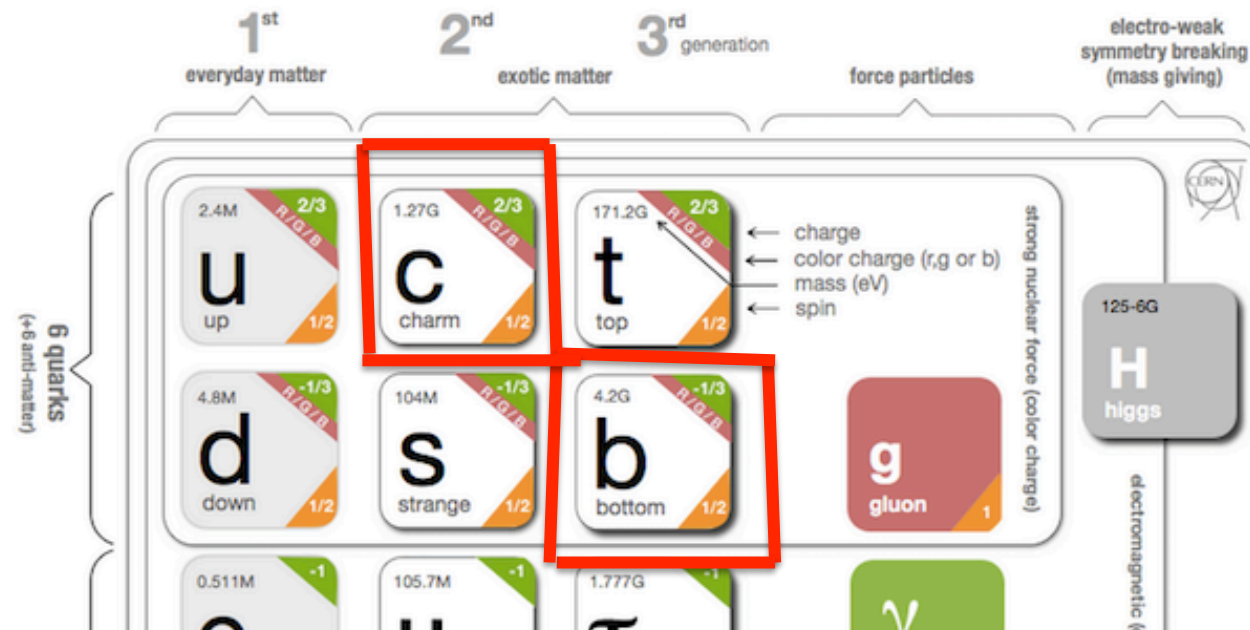 1st
2nd
3rd generation
everyday matter
exotic matter
force particles
electro-weak
symmetry breaking
(mass giving)
CERN
6 quarks
(+6 anti-matter)
2.4M
2/3
R/G/B
u
up
1/2
1.27G
2/3
R/G/B
c
charm
1/2
171.2G
2/3
R/G/B
t
top
1/2
charge
color charge (r,g or b)
mass (eV)
spin
strong nuclear force (color charge)
125-6G
H
higgs
4.8M
-1/3
R/G/B
d
down
1/2
104M
-1/3
R/G/B
s
strange
1/2
4.2G
-1/3
R/G/B
b
bottom
1/2
g
gluon
1
electromagnetic
0.511M
-1
105.7M
-1
1.777G
-1
γ